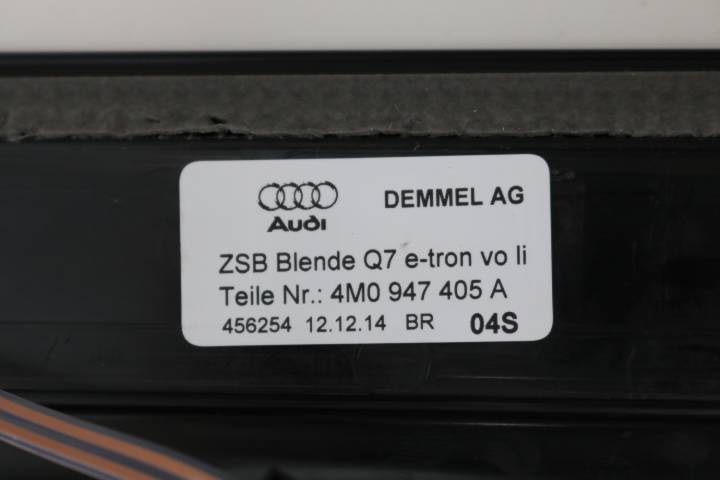 DEMMEL AG
Audi
ZSB Blende Q7 e-tron vo li
Teile Nr.: 4M0 947 405 A
456254 12.12.14 BR 04S